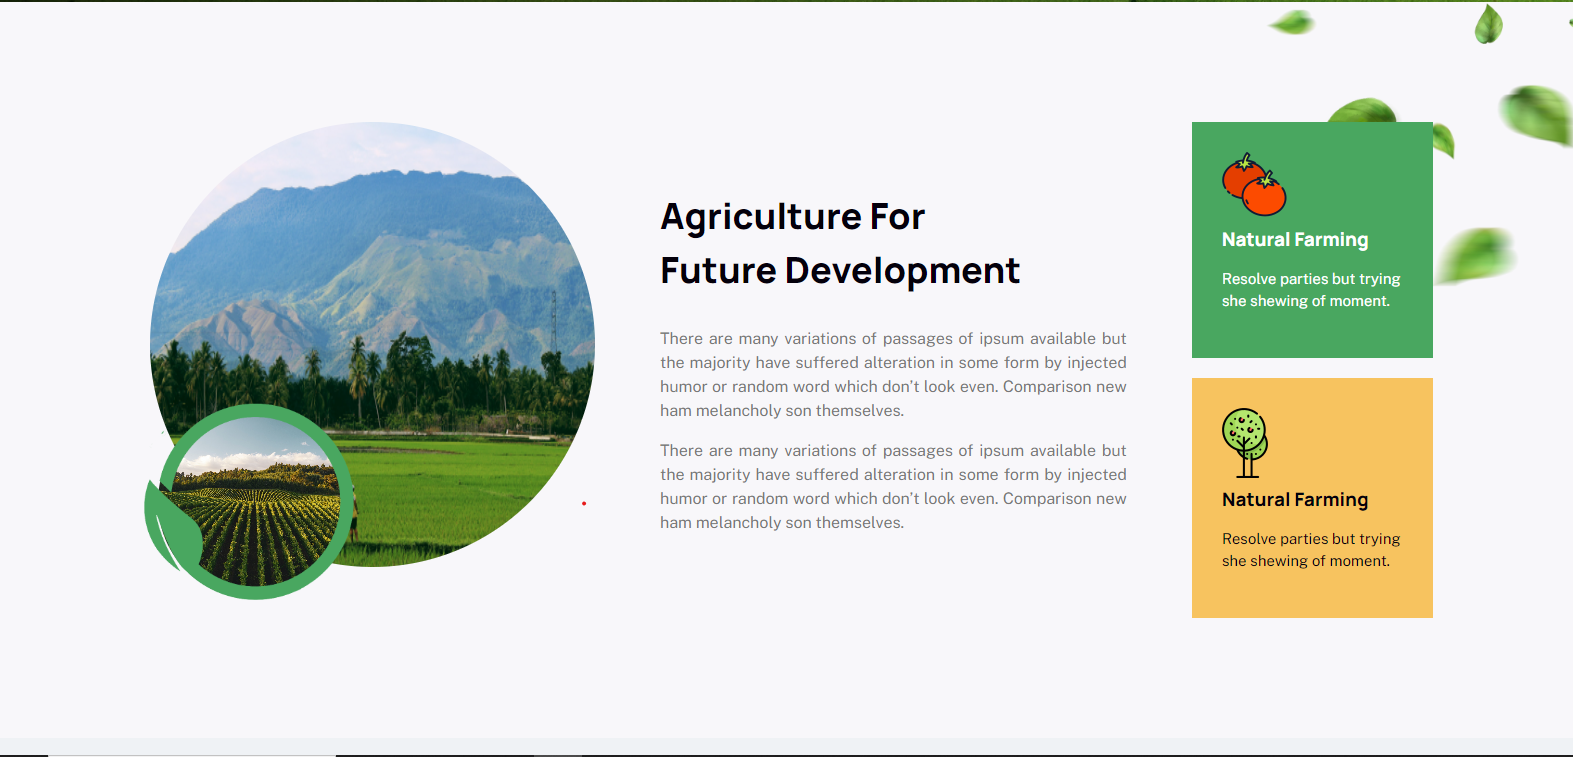 Agriculture For
Future Development
There are many variations of passages of ipsum available but
the majority have suffered alteration in some form by injected
humor or random word which don't look even. Comparison new
ham melancholy son themselves.
There are many variations of passages of ipsum available but
the majority have suffered alteration in some form by injected
humor or random word which don't look even. Comparison new
ham melancholy son themselves.
Natural Farming
Resolve parties but trying
she shewing of moment.
Natural Farming
Resolve parties but trying
she shewing of moment.